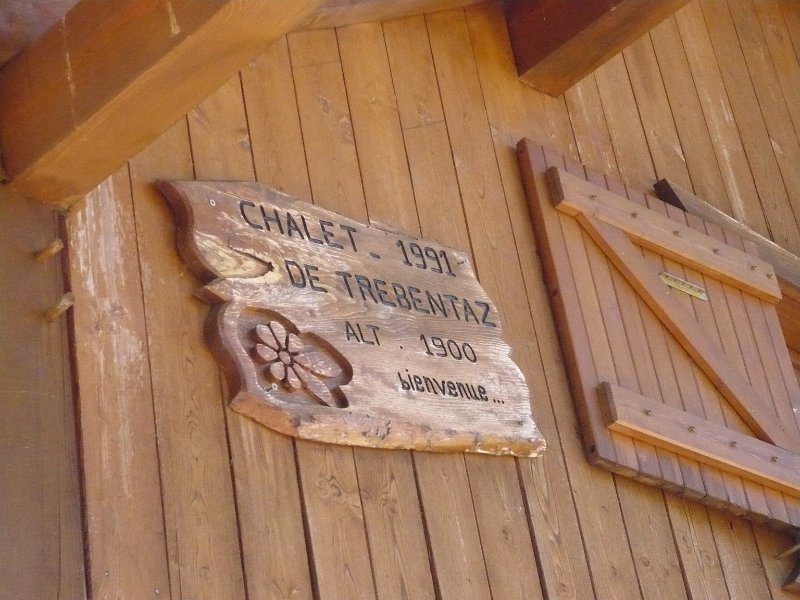 CHALET - 1991
DE TREBENTAZ
ALT . 1900
bienvenue...